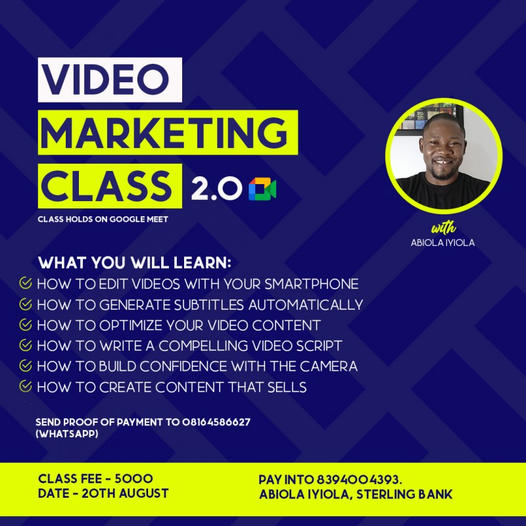 VIDEO
MARKETING
CLASS 2.0
CLASS HOLDS ON GOOGLE MEET
with
ABIOLA IYIOLA
WHAT YOU WILL LEARN:
HOW TO EDIT VIDEOS WITH YOUR SMARTPHONE
HOW TO GENERATE SUBTITLES AUTOMATICALLY
HOW TO OPTIMIZE YOUR VIDEO CONTENT
HOW TO WRITE A COMPELLING VIDEO SCRIPT
HOW TO BUILD CONFIDENCE WITH THE CAMERA
HOW TO CREATE CONTENT THAT SELLS
SEND PROOF OF PAYMENT TO 08164586627
(WHATSAPP)
CLASS FEE - 5000
DATE - 20TH AUGUST
PAY INTO 8394004393.
ABIOLA IYIOLA, STERLING BANK